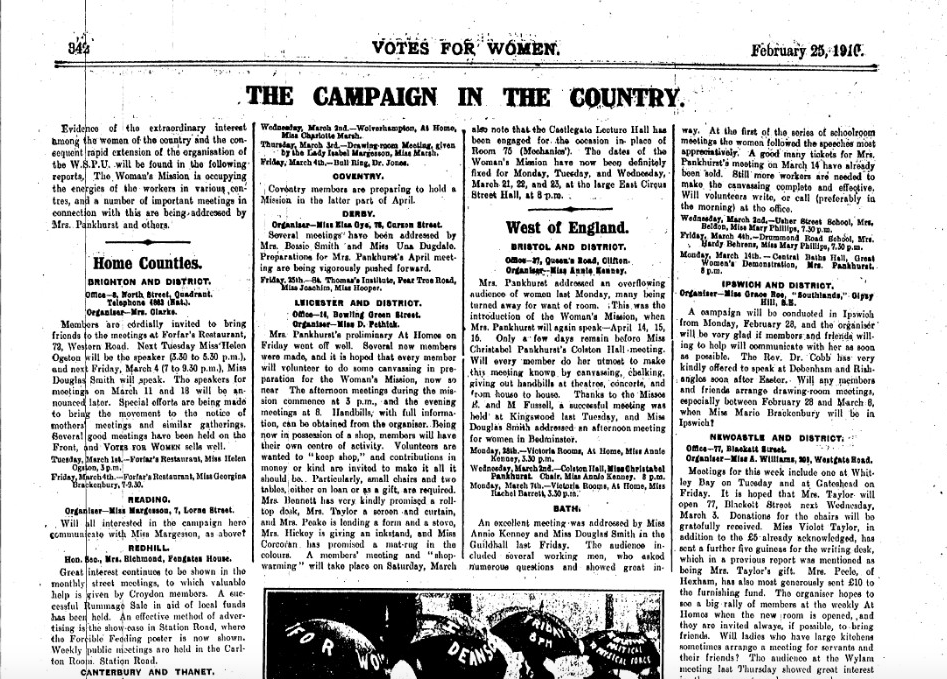 342
VOTES FOR WOMEN.
February 25, 1910.
THE CAMPAIGN IN THE COUNTRY.
Evidence of the extraordinary interest
among the women of the country and the con-
sequent rapid extension of the organisation of
the W.S.P.U. will be found in the following
reports. The Woman's Mission is occupying
the energies of the workers in various cen-
tres, and a number of important meetings in
connection with this are being addressed by
Mrs. Pankhurst and others.
Home Counties.
BRIGHTON AND DISTRICT.
Office—8, North Street, Quadrant.
Telephone 4883 (Nat.)
Organiser—Mrs. Clarke.
Members are cordially invited to bring
friends to the meetings at Forfar's Restaurant,
72, Western Road. Next Tuesday Miss Helen
Ogston will be the speaker (3.30 to 5.30 p.m.),
and next Friday, March 4 (7 to 9.30 p.m.), Miss
Douglas Smith will speak. The speakers for
meetings on March 11 and 18 will be an-
nounced later. Special efforts are being made
to bring the movement to the notice of
mothers' meetings and similar gatherings.
Several good meetings have been held on the
Front, and VOTES FOR WOMEN sells well.
Tuesday, March 1st.—Forfar's Restaurant, Miss Helen
Ogston, 3 p.m.
Friday, March 4th.—Forfar's Restaurant, Miss Georgina
Brackenbury, 7-9.30.
READING.
Organiser—Miss Margesson, 7, Lorne Street.
Will all interested in the campaign here
communicate with Miss Margesson, as above?
REDHILL.
Hon. Sec., Mrs. Richmond, Fengates House.
Great interest continues to be shown in the
monthly street meetings, to which valuable
help is given by Croydon members. A suc-
cessful Rummage Sale in aid of local funds
has been held. An effective method of adver-
tising is the show-case in Station Road, where
the Forcible Feeding poster is now shown.
Weekly public meetings are held in the Carl-
ton Room, Station Road.
CANTERBURY AND THANET.
Wednesday, March 2nd.—Wolverhampton, At Home,
Miss Charlotte Marsh.
Thursday, March 3rd.—Drawing-room Meeting, given
by the Lady Isabel Margesson, Miss Marsh.
Friday, March 4th.—Bull Ring, Dr. Jones.
COVENTRY.
Coventry members are preparing to hold a
Mission in the latter part of April.
DERBY.
Organiser—Miss Kiss Gye, 75, Curzon Street.
Several meetings have been addressed by
Mrs. Bessie Smith and Miss Una Dugdale.
Preparations for Mrs. Pankhurst's April meet-
ing are being vigorously pushed forward.
Friday, 25th.—St. Thomas's Institute, Pear Tree Road,
Miss Joachim, Miss Hooper.
LEICESTER AND DISTRICT.
Office—14, Bowling Green Street.
Organiser—Miss D. Pethick.
Mrs. Pankhurst's preliminary At Homes on
Friday went off well. Several now members
were made, and it is hoped that every member
will volunteer to do some canvassing in pre-
paration for the Woman's Mission, now so
near. The afternoon meetings during the mis-
sion commence at 3 p.m., and the evening
meetings at 8. Handbills, with full informa-
tion, can be obtained from the organiser. Being
now in possession of a shop, members will have
their own centre of activity. Volunteers are
wanted to "keep shop," and contributions in
money or kind are invited to make it all it
should be. Particularly, small chairs and two
tables, either on loan or as a gift, are required.
Mrs. Bennett has very kindly promised a roll-
top desk, Mrs. Taylor a screen and curtain,
and Mrs. Peake is lending a form and a stove,
Mrs. Hickey is giving an inkstand, and Miss
Corcoran has promised a mat-rug in the
colours. A members' meeting and "shop-
warming" will take place on Saturday, March
also note that the Castlegate Lecture Hall has
been engaged for the occasion in place of
Room 75 (Mechanics'). The dates of the
Woman's Mission have now been definitely
fixed for Monday, Tuesday, and Wednesday,
March 21, 22, and 23, at the large East Circus
Street Hall, at 8 p.m.
West of England.
BRISTOL AND DISTRICT.
Office—37, Queen's Road, Clifton.
Organiser—Miss Annie Kenney.
Mrs. Pankhurst addressed an overflowing
audience of women last Monday, many being
turned away for want of room. This was the
introduction of the Woman's Mission, when
Mrs. Pankhurst will again speak—April 14, 15,
16. Only a few days remain before Miss
Christabel Pankhurst's Colston Hall meeting.
Will every member do her utmost to make
this meeting known by canvassing, chalking,
giving out handbills at theatres, concerts, and
from house to house. Thanks to the Misses
E. and M Fussell, a successful meeting was
held at Kingswood last Tuesday, and Miss
Douglas Smith addressed an afternoon meeting
for women in Bedminster.
Monday, 28th—Victoria Rooms, At Home, Miss Annie
Kenney, 3.30 p.m.
Wednesday, March 2nd.—Colston Hall, Miss Christabel
Pankhurst. Chair, Miss Annie Kenney. 8 p.m.
Monday, March 7th.—Victoria Rooms, At Home, Miss
Rachel Barrett, 3.30 p.m.
BATH.
An excellent meeting was addressed by Miss
Annie Kenney and Miss Douglas Smith in the
Guildhall last Friday. The audience in-
cluded several working men, who asked
numerous questions and showed great in-
way. At the first of the series of schoolroom
meetings the women followed the speeches most
appreciatively. A good many tickets for Mrs.
Pankhurst's meeting on March 14 have already
been sold. Still more workers are needed to
make the canvassing complete and effective.
Will volunteers write, or call (preferably in
the morning) at the office.
Wednesday, March 2nd.—Usher Street School, Mrs.
Beldon, Miss Mary Phillips, 7.30 p.m.
Friday, March 4th.—Drummond Road School, Mrs.
Hardy Behrens, Miss Mary Phillips, 7.30 p.m.
Monday, March 14th.—Central Baths Hall, Great
Women's Demonstration, Mrs. Pankhurst.
8 p.m.
IPSWICH AND DISTRICT.
Organiser—Miss Grace Roe, "Southlands," Gipsy
Hill, S.E.
A campaign will be conducted in Ipswich
from Monday, February 28, and the organiser
will be very glad if members and friends will-
ing to help will communicate with her as soon
as possible. The Rev. Dr. Cobb has very
kindly offered to speak at Debenham and Rish-
angles soon after Easter. Will any members
and friends arrange drawing-room meetings,
especially between February 28 and March 6,
when Miss Marie Brackenbury will be in
Ipswich?
NEWCASTLE AND DISTRICT.
Office—77, Blackett Street.
Organiser—Miss A. Williams, 201, Westgate Road.
Meetings for this week include one at Whit-
ley Bay on Tuesday and at Gateshead on
Friday. It is hoped that Mrs. Taylor will
open 77, Blackett Street next Wednesday,
March 3. Donations for the chairs will be
gratefully received. Miss Violet Taylor, in
addition to the £5 already acknowledged, has
sent a further five guineas for the writing desk,
which in a previous report was mentioned as
being Mrs. Taylor's gift. Mrs. Peele, of
Hexham, has also most generously sent £10 to
the furnishing fund. The organiser hopes to
see a big rally of members at the weekly At
Homes when the new room is opened, and
they are invited always, if possible, to bring
friends. Will ladies who have large kitchens
sometimes arrange a meeting for servants and
their friends? The audience at the Wylam
meeting last Thursday showed great interest
FOR WOM
DEANS
8 PM
POLITICAL
PHYSICAL FORCE